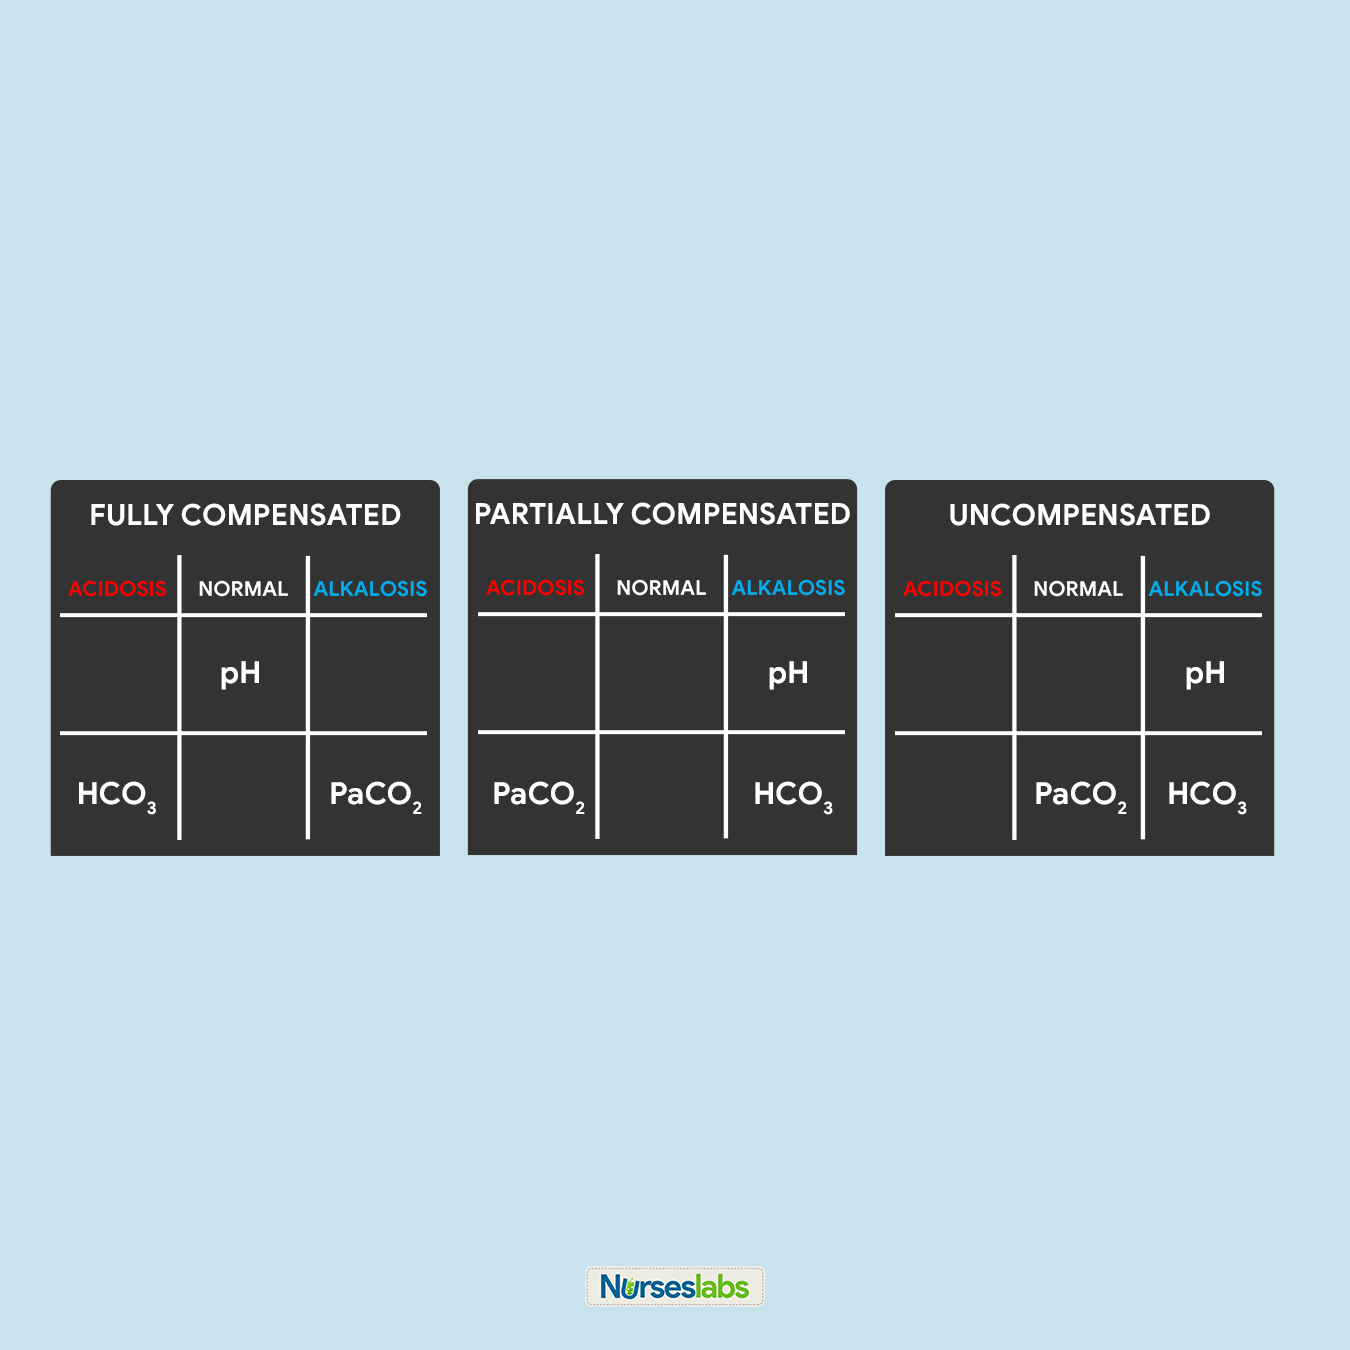 FULLY COMPENSATED
ACIDOSIS NORMAL ALKALOSIS
pH
HCO₃ PaCO₂
PARTIALLY COMPENSATED
ACIDOSIS NORMAL ALKALOSIS
pH
PaCO₂ HCO₃
UNCOMPENSATED
ACIDOSIS NORMAL ALKALOSIS
pH
PaCO₂ HCO₃
Nurseslabs